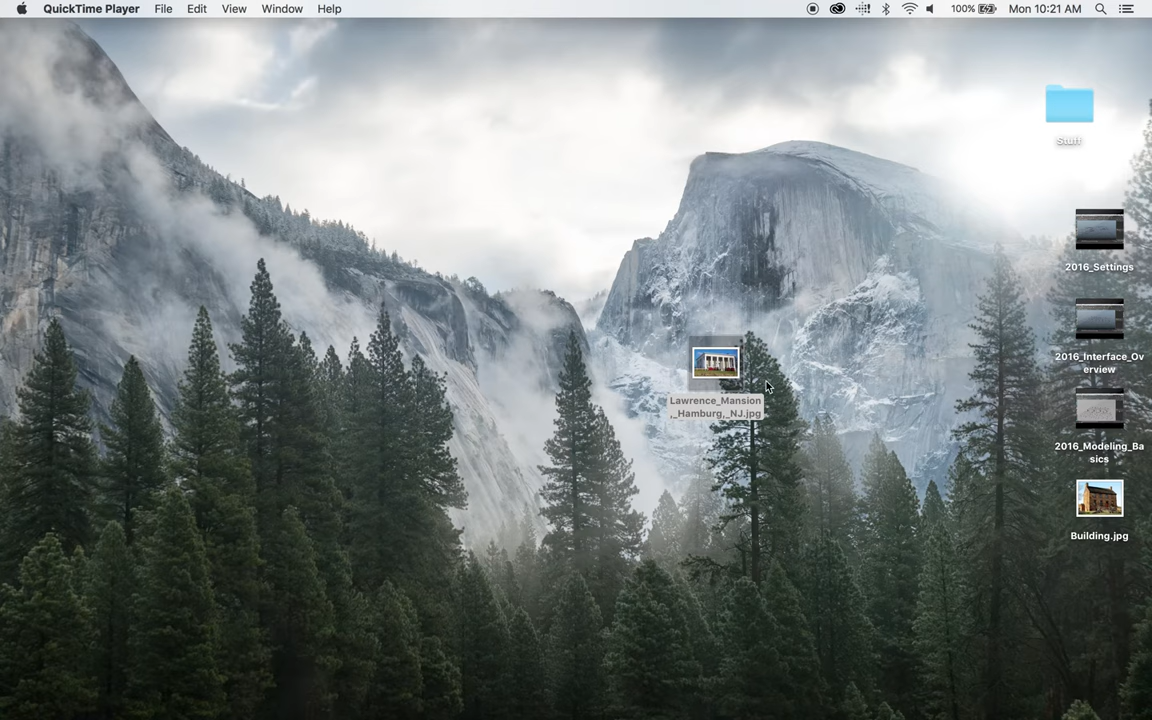 QuickTime Player File Edit View Window Help 100% Mon 10:21 AM
Stuff
2016_Settings
2016_Interface_Ov
erview
Lawrence_Mansion
,_Hamburg,_NJ.jpg
2016_Modeling_Ba
sics
Building.jpg